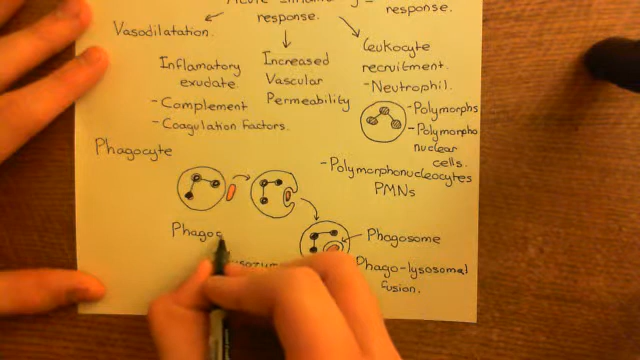 response.
response.
Vasodilatation.
Inflamatory
exudate.
- Complement
- Coagulation Factors.
Increased
Vascular
Permeability
Leukocyte
recruitment.
- Neutrophil.
- Polymorphs
- Polymorpho
nuclear
cells.
- Polymorphonucleocytes
PMNs
Phagocyte
Phagosome
Phago-lysosomal
fusion.
Phagoc